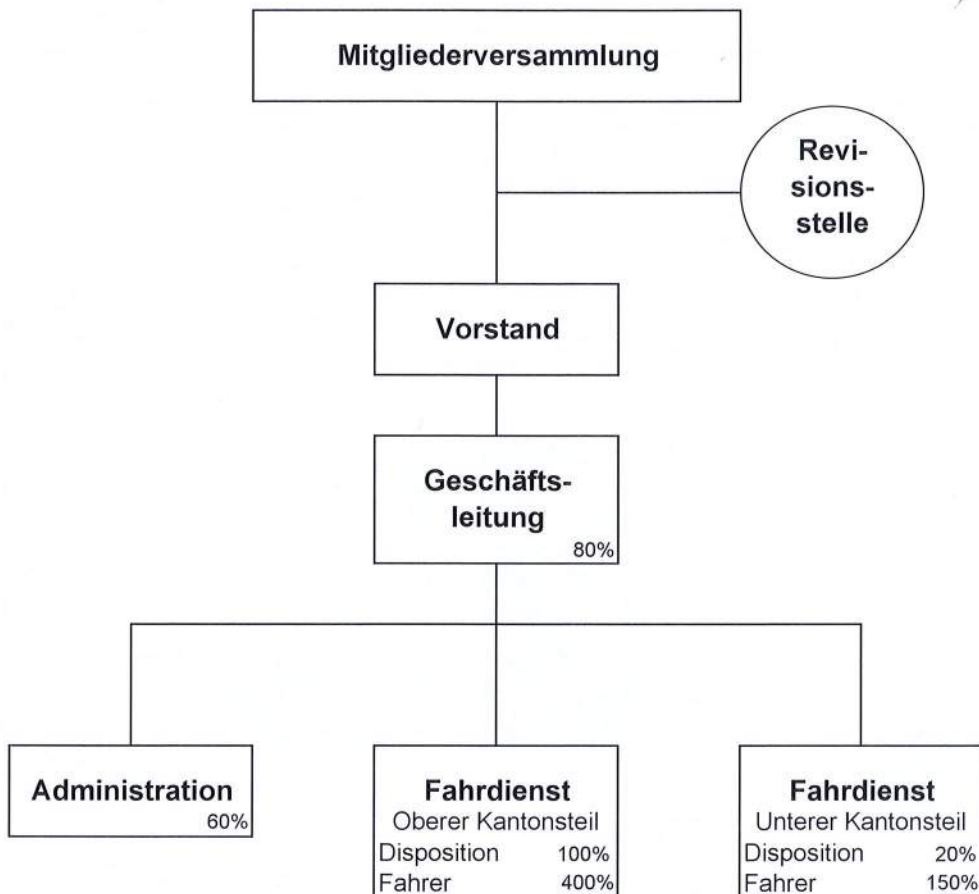 Mitgliederversammlung
Revi-
sions-
stelle
Vorstand
Geschäfts-
leitung
80%
Administration
60%
Fahrdienst
Oberer Kantonsteil
Disposition 100%
Fahrer 400%
Fahrdienst
Unterer Kantonsteil
Disposition 20%
Fahrer 150%